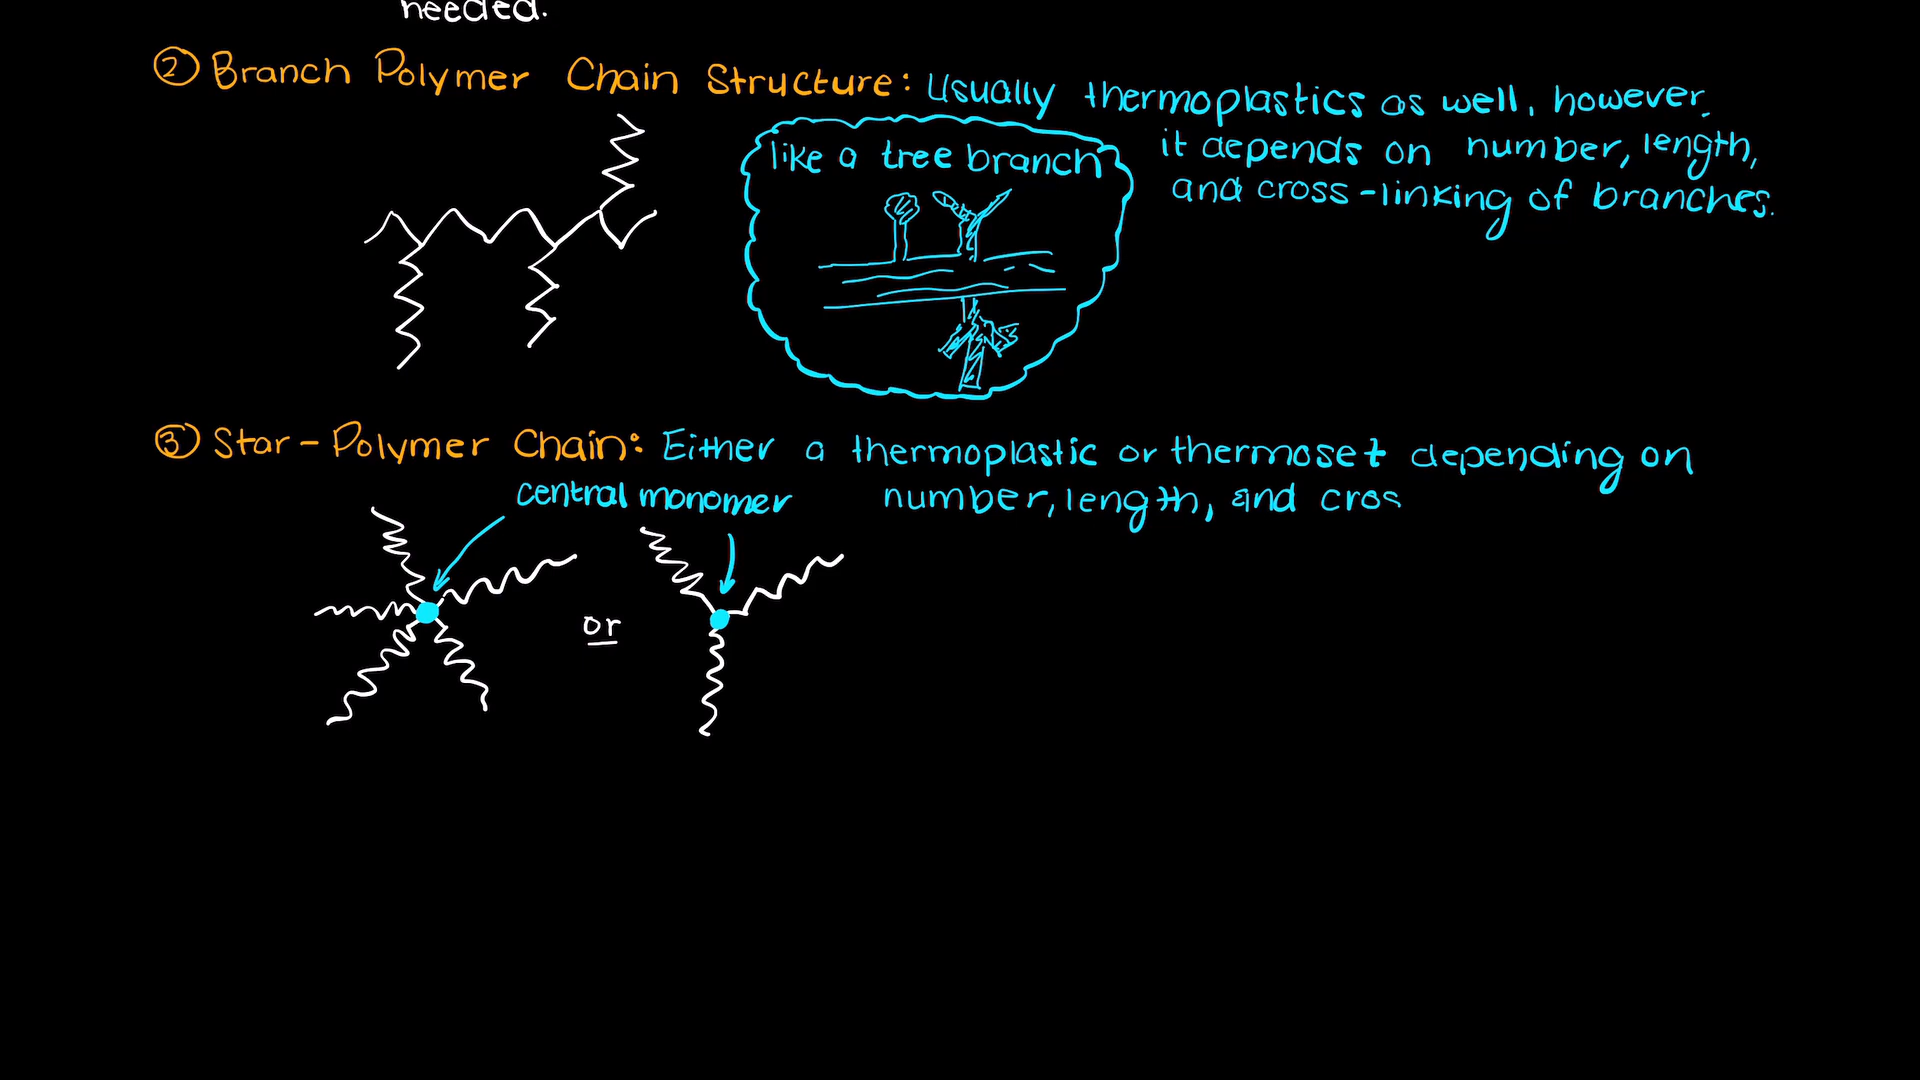 needed.
② Branch Polymer Chain Structure: Usually thermoplastics as well, however,
it depends on number, length,
and cross-linking of branches.
like a tree branch
③ Star-Polymer Chain: Either a thermoplastic or thermoset depending on
number, length, and cros
central monomer
or